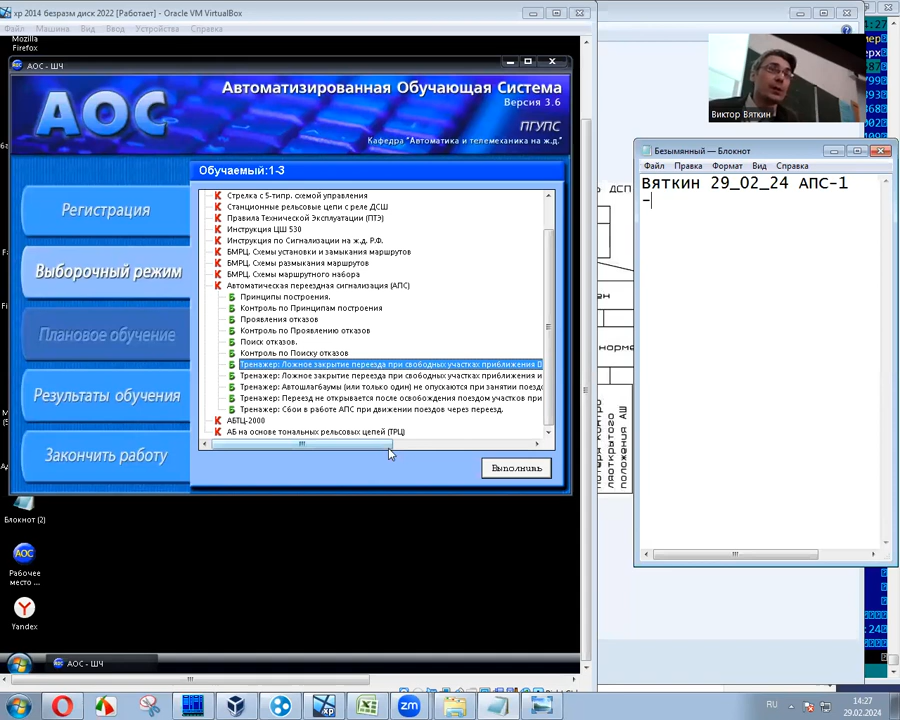 xp 2014 безразм диск 2022 [Работает] - Oracle VM VirtualBox
Файл Машина Вид Ввод Устройства Справка
Mozilla
Firefox
АОС - ШЧ
АОС
Автоматизированная Обучающая Система
Версия 3.6
ПГУПС
Кафедра "Автоматика и телемеханика на ж.д."
Обучаемый:1-3
Регистрация
Выборочный режим
Плановое обучение
Результаты обучения
Закончить работу
Стрелка с 5-типр. схемой управления
Станционные рельсовые цепи с реле ДСШ
Правила Технической Эксплуатации (ПТЭ)
Инструкция ЦШ 530
Инструкция по Сигнализации на ж.д. Р.Ф.
БМРЦ. Схемы установки и замыкания маршрутов
БМРЦ. Схемы размыкания маршрутов
БМРЦ. Схемы маршрутного набора
Автоматическая переездная сигнализация (АПС)
Принципы построения.
Контроль по Принципам построения
Проявления отказов
Контроль по Проявлению отказов
Поиск отказов.
Контроль по Поиску отказов
Тренажер: Ложное закрытие переезда при свободных участках приближения
Тренажер: Ложное закрытие переезда при свободных участках приближения и
Тренажер: Автошлагбаумы (или только один) не опускаются при занятии поездо
Тренажер: Переезд не открывается после освобождения поездом участков при
Тренажер: Сбои в работе АПС при движении поездов через переезд.
АБТЦ-2000
АБ на основе тональных рельсовых цепей (ТРЦ)
Выполнить
Блокнот (2)
Рабочее
место ...
Yandex
АОС - ШЧ
Виктор Вяткин
Безымянный — Блокнот
Файл Правка Формат Вид Справка
Вяткин 29_02_24 АПС-1
-
ДСП
положения АШ
RU
14:27
29.02.2024